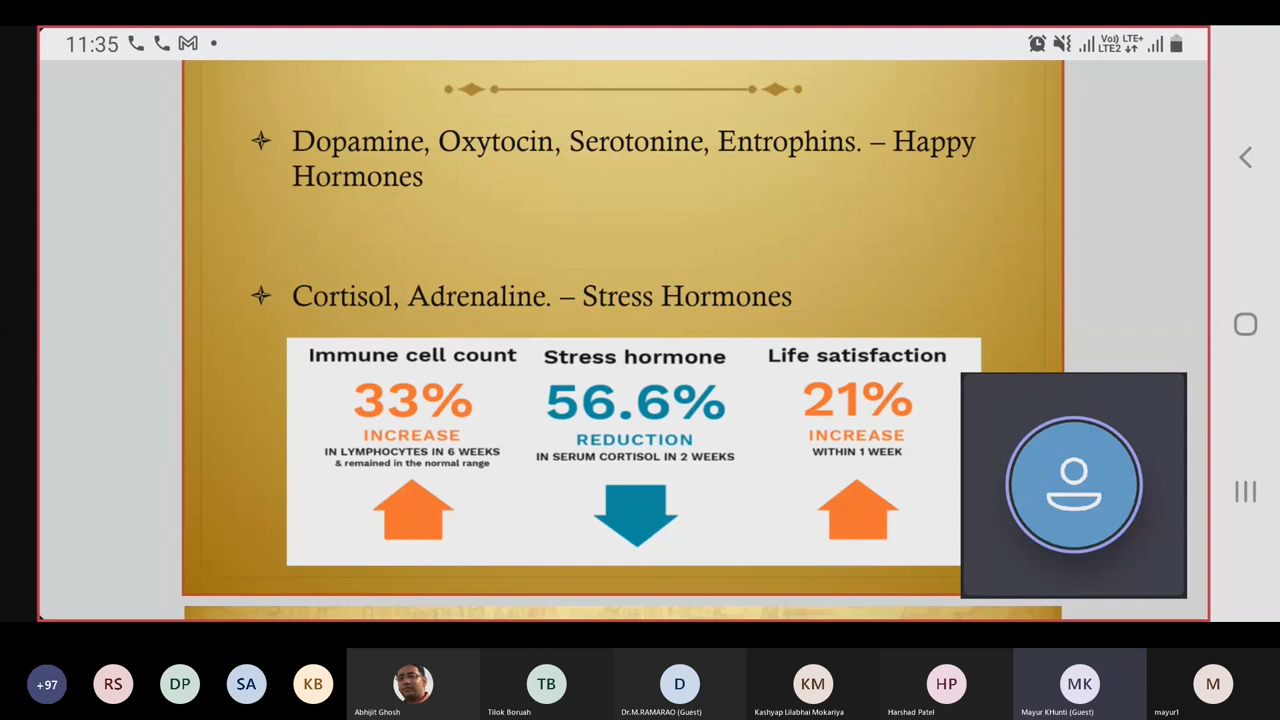 11:35
Vo)) LTE+
LTE2
Dopamine, Oxytocin, Serotonine, Entrophins. – Happy
Hormones
Cortisol, Adrenaline. – Stress Hormones
Immune cell count
33%
INCREASE
IN LYMPHOCYTES IN 6 WEEKS
& remained in the normal range
Stress hormone
56.6%
REDUCTION
IN SERUM CORTISOL IN 2 WEEKS
Life satisfaction
21%
INCREASE
WITHIN 1 WEEK
+97
RS
DP
SA
KB
Abhijit Ghosh
TB
Tilok Boruah
D
Dr.M.RAMARAO (Guest)
KM
Kashyap Lilabhai Mokariya
HP
Harshad Patel
MK
Mayur KHunti (Guest)
M
mayur1